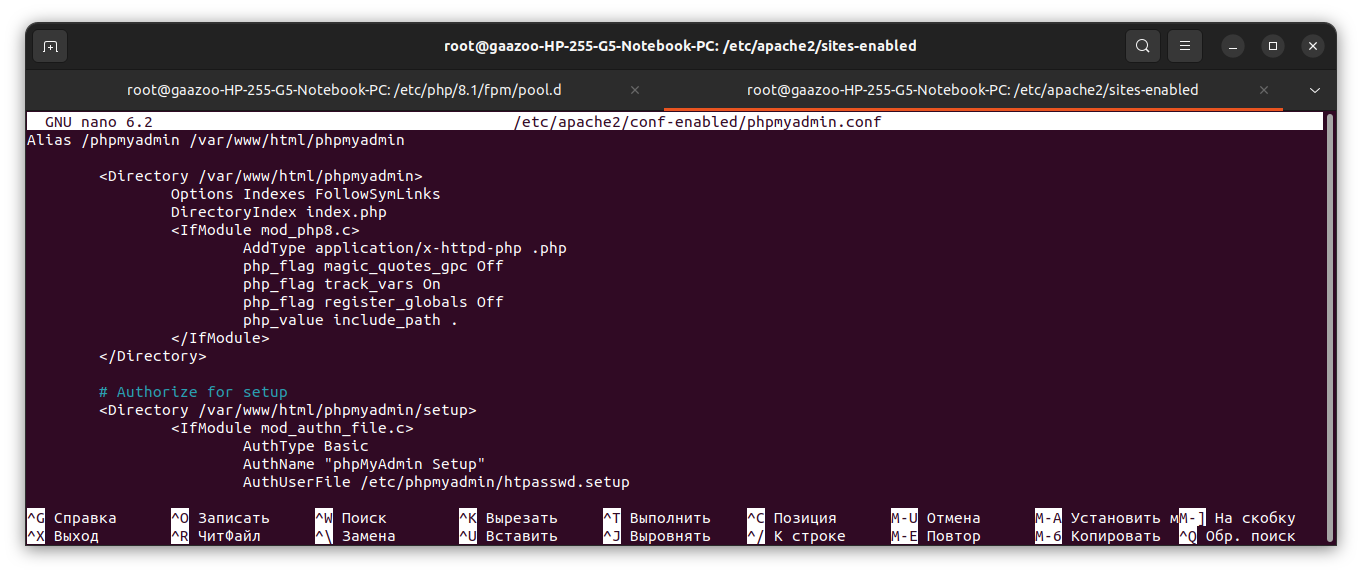 root@gaazoo-HP-255-G5-Notebook-PC: /etc/apache2/sites-enabled
root@gaazoo-HP-255-G5-Notebook-PC: /etc/php/8.1/fpm/pool.d × root@gaazoo-HP-255-G5-Notebook-PC: /etc/apache2/sites-enabled ×
GNU nano 6.2 /etc/apache2/conf-enabled/phpmyadmin.conf
Alias /phpmyadmin /var/www/html/phpmyadmin
<Directory /var/www/html/phpmyadmin>
Options Indexes FollowSymLinks
DirectoryIndex index.php
<IfModule mod_php8.c>
AddType application/x-httpd-php .php
php_flag magic_quotes_gpc Off
php_flag track_vars On
php_flag register_globals Off
php_value include_path .
</IfModule>
</Directory>
# Authorize for setup
<Directory /var/www/html/phpmyadmin/setup>
<IfModule mod_authn_file.c>
AuthType Basic
AuthName "phpMyAdmin Setup"
AuthUserFile /etc/phpmyadmin/htpasswd.setup
^G Справка ^O Записать ^W Поиск ^K Вырезать ^T Выполнить ^C Позиция M-U Отмена M-A Установить мM-] На скобку
^X Выход ^R ЧитФайл ^\ Замена ^U Вставить ^J Выровнять ^/ К строке M-E Повтор M-6 Копировать ^Q Обр. поиск